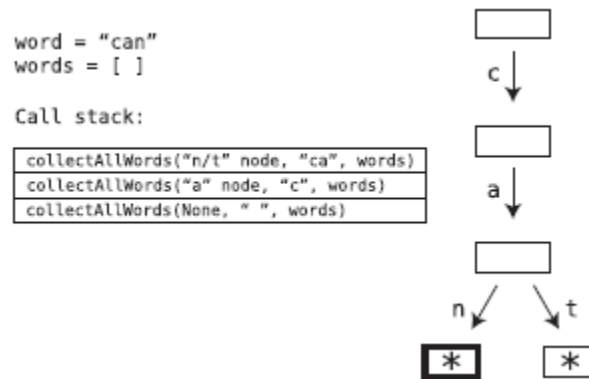 word = “can”
words = [ ]
Call stack:
collectAllWords(“n/t” node, “ca”, words)
collectAllWords(“a” node, “c”, words)
collectAllWords(None, “ ”, words)
c
a
n t
* *